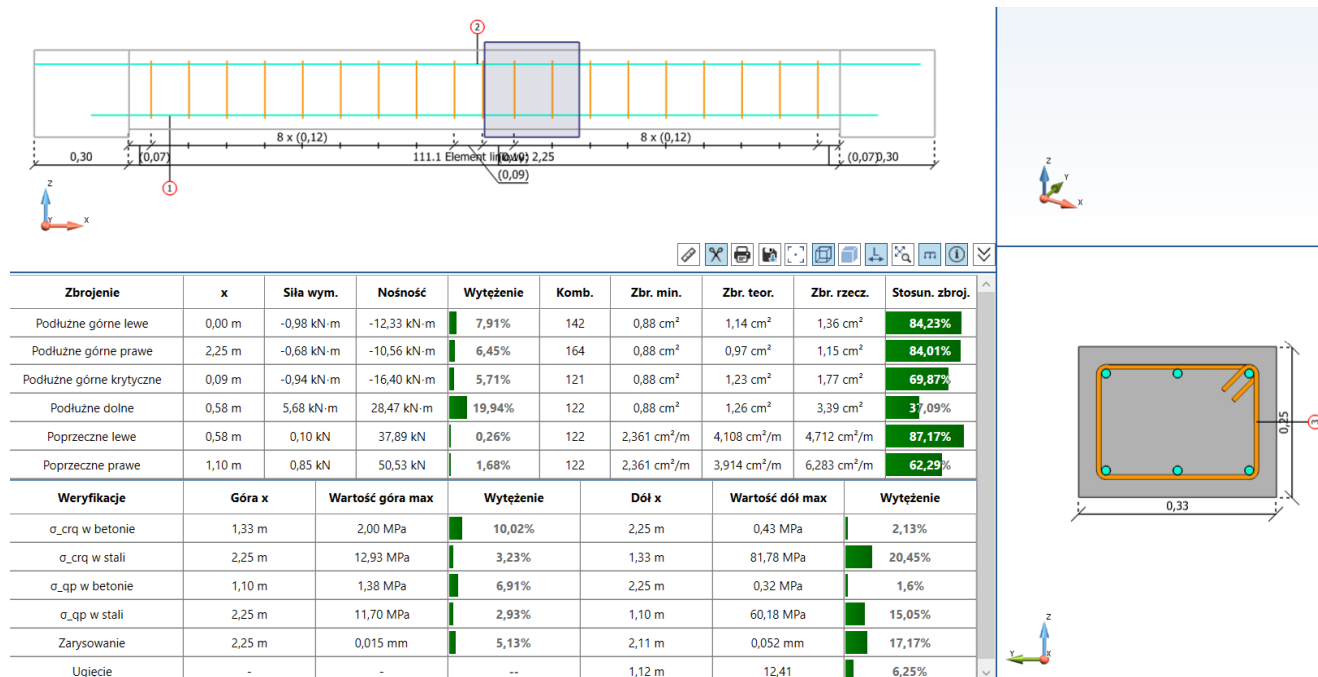 2
8 x (0,12)
8 x (0,12)
0,30
(0,07)
111.1 Element liniowy: 2,25
(0,10)
(0,07)
0,30
(0,09)
1
Z
Y
X
Z
Y
X
Zbrojenie x Siła wym. Nośność Wytężenie Komb. Zbr. min. Zbr. teor. Zbr. rzecz. Stosun. zbroj.
Podłużne górne lewe 0,00 m -0,98 kN·m -12,33 kN·m 7,91% 142 0,88 cm² 1,14 cm² 1,36 cm² 84,23%
Podłużne górne prawe 2,25 m -0,68 kN·m -10,56 kN·m 6,45% 164 0,88 cm² 0,97 cm² 1,15 cm² 84,01%
Podłużne górne krytyczne 0,09 m -0,94 kN·m -16,40 kN·m 5,71% 121 0,88 cm² 1,23 cm² 1,77 cm² 69,87%
Podłużne dolne 0,58 m 5,68 kN·m 28,47 kN·m 19,94% 122 0,88 cm² 1,26 cm² 3,39 cm² 37,09%
Poprzeczne lewe 0,58 m 0,10 kN 37,89 kN 0,26% 122 2,361 cm²/m 4,108 cm²/m 4,712 cm²/m 87,17%
Poprzeczne prawe 1,10 m 0,85 kN 50,53 kN 1,68% 122 2,361 cm²/m 3,914 cm²/m 6,283 cm²/m 62,29%
Weryfikacje Góra x Wartość góra max Wytężenie Dół x Wartość dół max Wytężenie
σ_crq w betonie 1,33 m 2,00 MPa 10,02% 2,25 m 0,43 MPa 2,13%
σ_crq w stali 2,25 m 12,93 MPa 3,23% 1,33 m 81,78 MPa 20,45%
σ_qp w betonie 1,10 m 1,38 MPa 6,91% 2,25 m 0,32 MPa 1,6%
σ_qp w stali 2,25 m 11,70 MPa 2,93% 1,10 m 60,18 MPa 15,05%
Zarysowanie 2,25 m 0,015 mm 5,13% 2,11 m 0,052 mm 17,17%
Ugięcie - - -- 1,12 m 12,41 6,25%
0,25
3
0,33
Z
Y
X